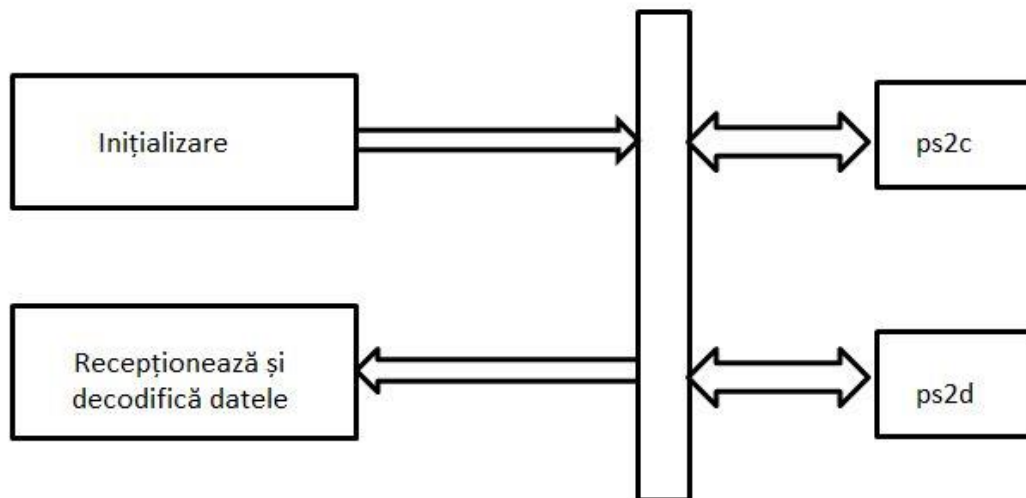 Inițializare
ps2c
Recepționează și
decodifică datele
ps2d